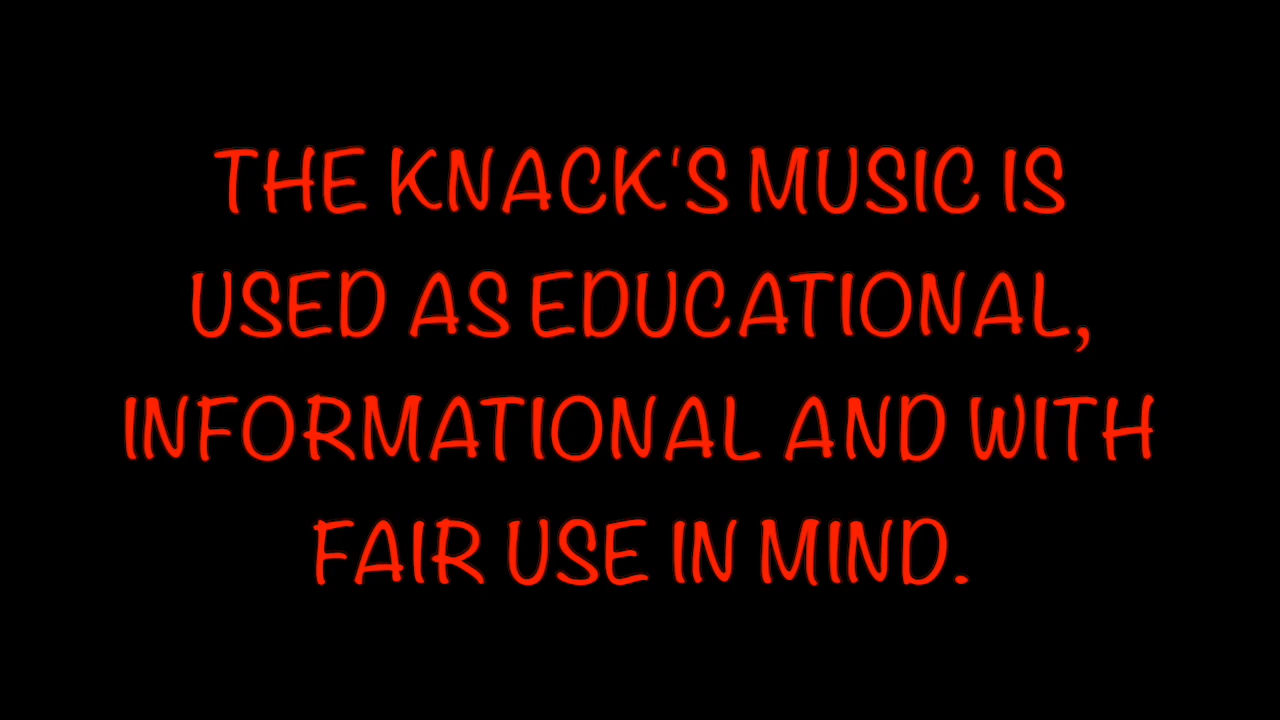 THE KNACK'S MUSIC IS
USED AS EDUCATIONAL,
INFORMATIONAL AND WITH
FAIR USE IN MIND.